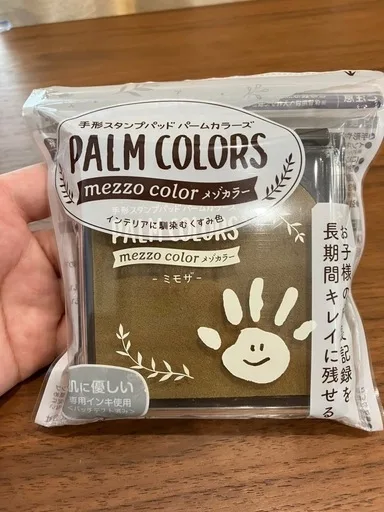 手形スタンプパッド パームカラーズ
PALM COLORS
mezzo color メゾカラー
インテリアに馴染むくすみ色
PALM COLORS
mezzo color メゾカラー
- ミモザ -
お子様の
記録を
長期間キレイに残せる
肌に優しい
専用インキ使用